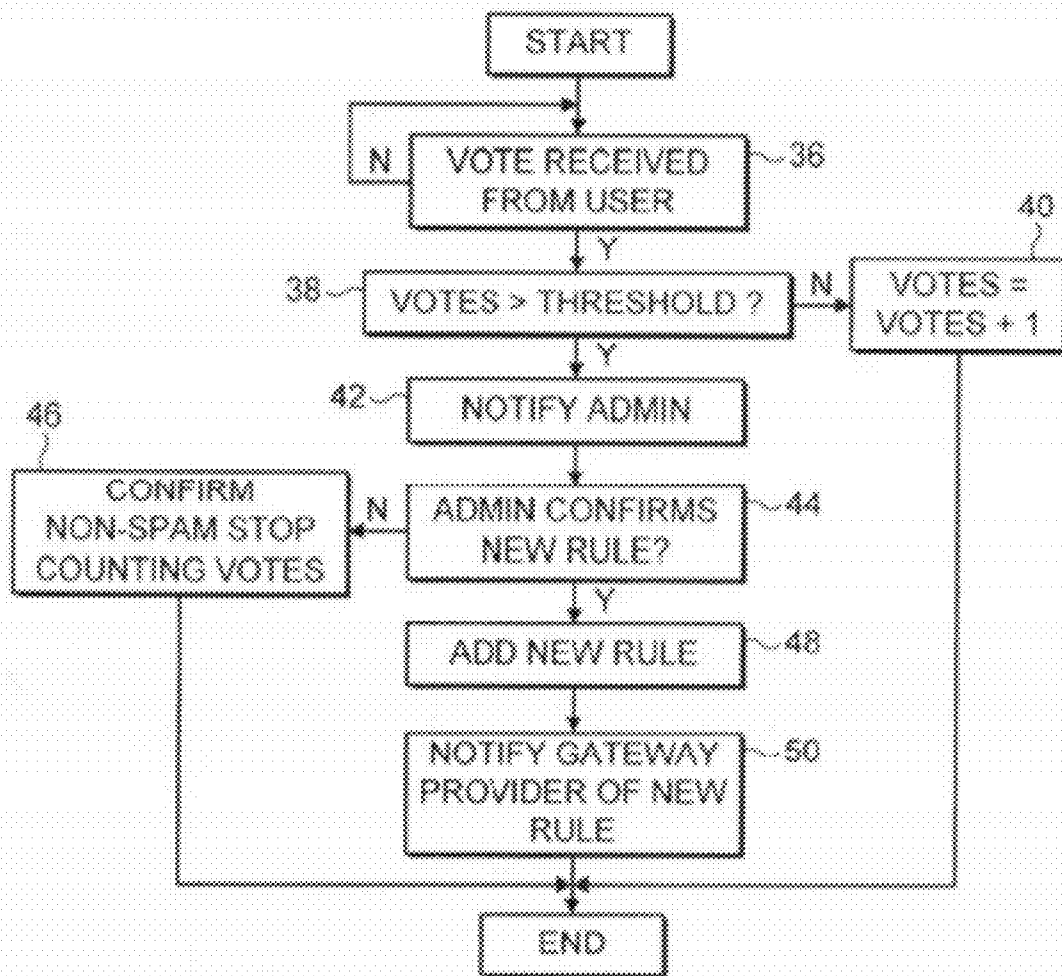 START
N
VOTE RECEIVED
FROM USER
36
Y
40
38
VOTES > THRESHOLD ?
N
VOTES =
VOTES + 1
Y
42
NOTIFY ADMIN
46
CONFIRM
NON-SPAM STOP
COUNTING VOTES
N
ADMIN CONFIRMS
NEW RULE?
44
Y
ADD NEW RULE
48
NOTIFY GATEWAY
PROVIDER OF NEW
RULE
50
END